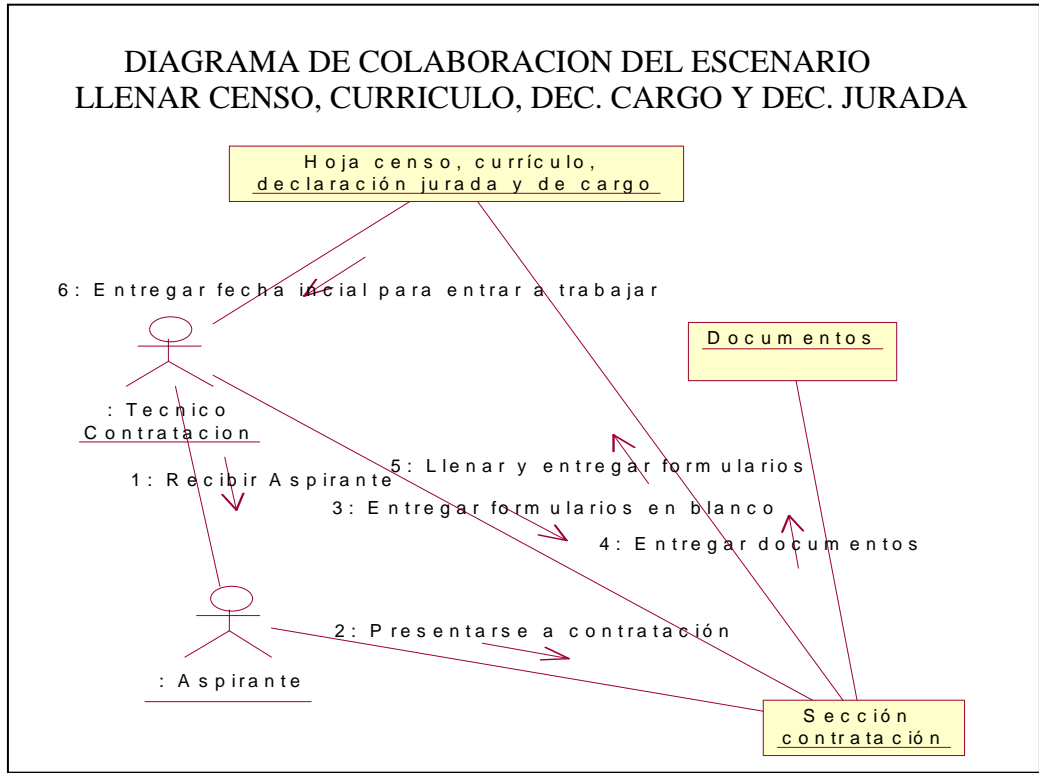 DIAGRAMA DE COLABORACION DEL ESCENARIO
LLENAR CENSO, CURRICULO, DEC. CARGO Y DEC. JURADA
Hoja censo, currículo,
declaración jurada y de cargo
6: Entregar fecha incial para entrar a trabajar
Documentos
: Tecnico
Contratacion
5: Llenar y entregar formularios
1: Recibir Aspirante
3: Entregar formularios en blanco
4: Entregar documentos
2: Presentarse a contratación
: Aspirante
Sección
contratación